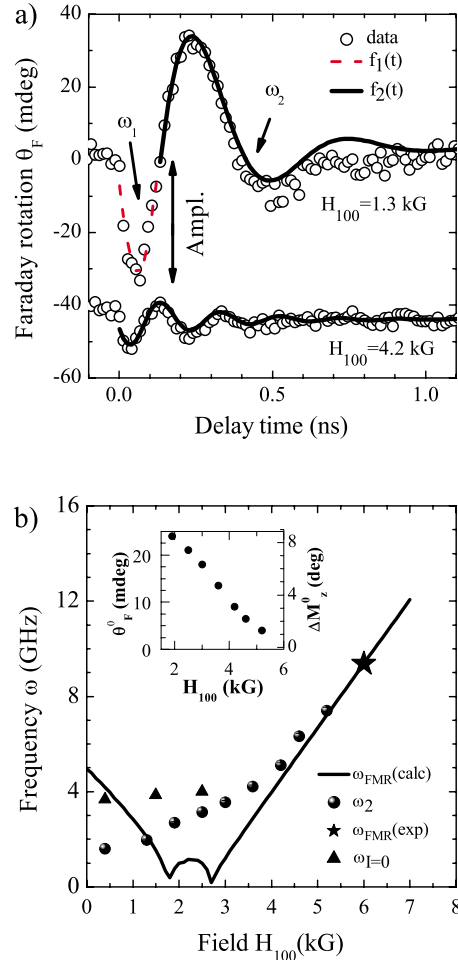 a)
40
20
0
-20
-40
-60
Faraday rotation θF (mdeg)
data
f1(t)
f2(t)
ω1
ω2
Ampl.
H100=1.3 kG
H100=4.2 kG
0.0
0.5
1.0
Delay time (ns)
b)
16
12
8
4
0
Frequency ω (GHz)
20
10
0
θ0F (mdeg)
8
4
0
ΔM0z (deg)
2
4
6
H100 (kG)
ωFMR(calc)
ω2
ωFMR(exp)
ωI=0
0
1
2
3
4
5
6
7
8
Field H100(kG)